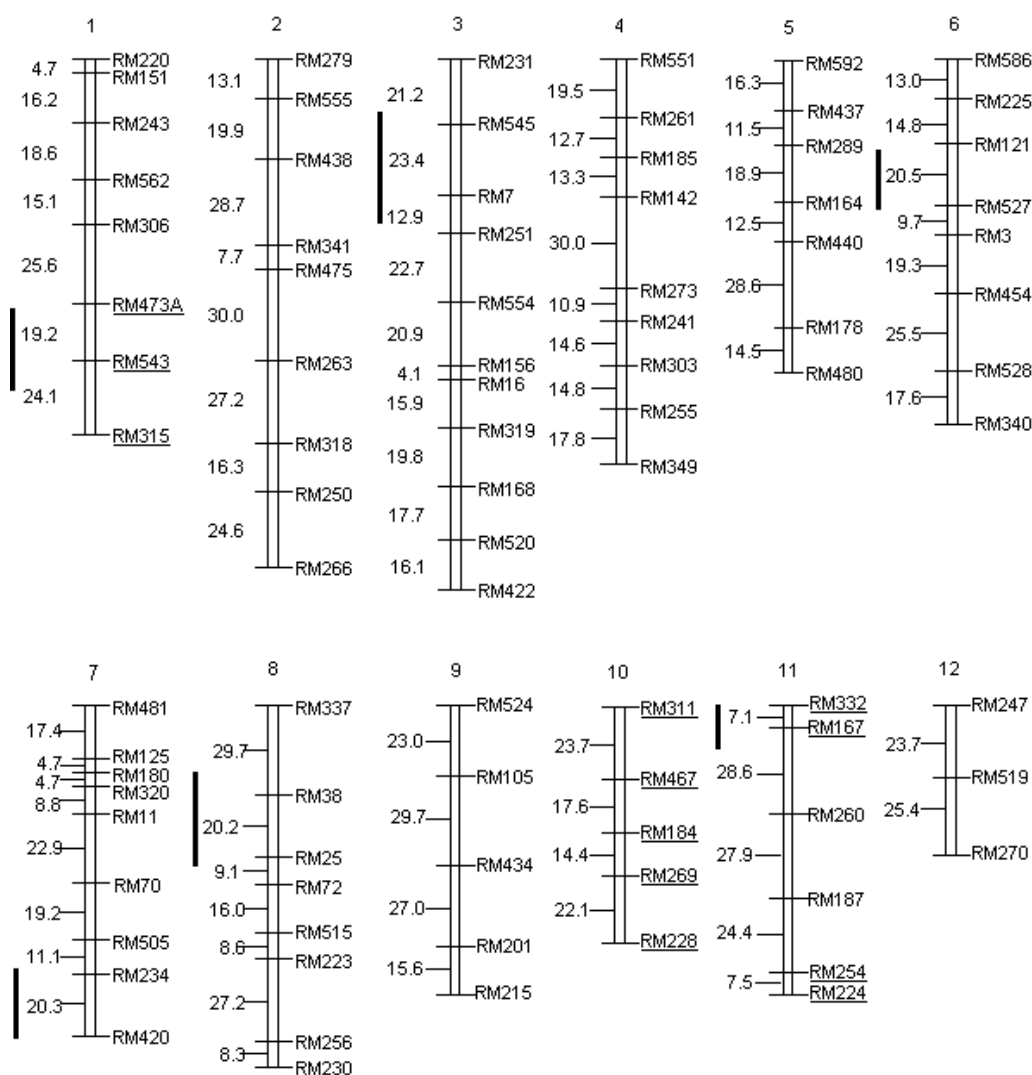 1
RM220
4.7
RM151
16.2
RM243
18.6
RM562
15.1
RM306
25.6
RM473A
19.2
RM543
24.1
RM315
2
RM279
13.1
RM555
19.9
RM438
28.7
RM341
7.7
RM475
30.0
RM263
27.2
RM318
16.3
RM250
24.6
RM266
3
RM231
21.2
RM545
23.4
RM7
12.9
RM251
22.7
RM554
20.9
RM156
4.1
RM16
15.9
RM319
19.8
RM168
17.7
RM520
16.1
RM422
4
RM551
19.5
RM261
12.7
RM185
13.3
RM142
30.0
RM273
10.9
RM241
14.6
RM303
14.8
RM255
17.8
RM349
5
RM592
16.3
RM437
11.5
RM289
18.9
RM164
12.5
RM440
28.6
RM178
14.5
RM480
6
RM586
13.0
RM225
14.8
RM121
20.5
RM527
9.7
RM3
19.3
RM454
25.5
RM528
17.6
RM340
7
RM481
17.4
RM125
4.7
RM180
4.7
RM320
8.8
RM11
22.9
RM70
19.2
RM505
11.1
RM234
20.3
RM420
8
RM337
29.7
RM38
20.2
RM25
9.1
RM72
16.0
RM515
8.6
RM223
27.2
RM256
8.3
RM230
9
RM524
23.0
RM105
29.7
RM434
27.0
RM201
15.6
RM215
10
RM311
23.7
RM467
17.6
RM184
14.4
RM269
22.1
RM228
11
RM332
7.1
RM167
28.6
RM260
27.9
RM187
24.4
RM254
7.5
RM224
12
RM247
23.7
RM519
25.4
RM270